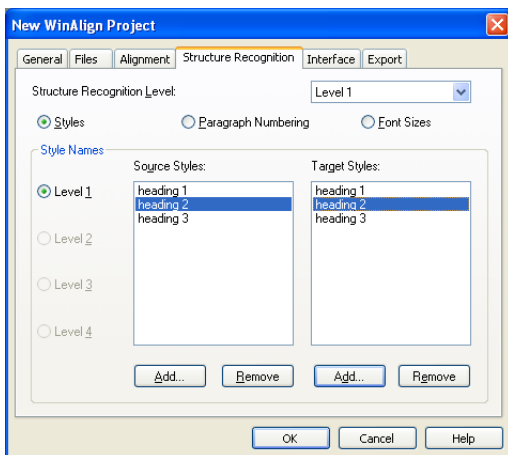 New WinAlign Project
General Files Alignment Structure Recognition Interface Export
Structure Recognition Level: Level 1
Styles Paragraph Numbering Font Sizes
Style Names
Source Styles: Target Styles:
Level 1 heading 1 heading 1
heading 2 heading 2
heading 3 heading 3
Level 2
Level 3
Level 4
Add... Remove Add... Remove
OK Cancel Help